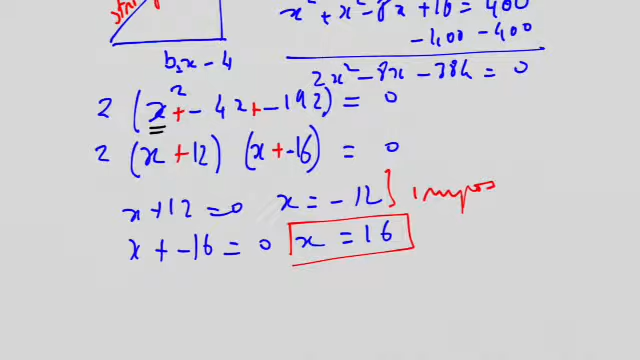 x² + x² - 8x + 16 = 400
- 400 - 400
b = x - 4
2x² - 8x - 384 = 0
2 (x² + - 4x + - 192) = 0
2 (x + 12) (x + -16) = 0
x + 12 = 0 x = -12 } impos
x + -16 = 0 x = 16